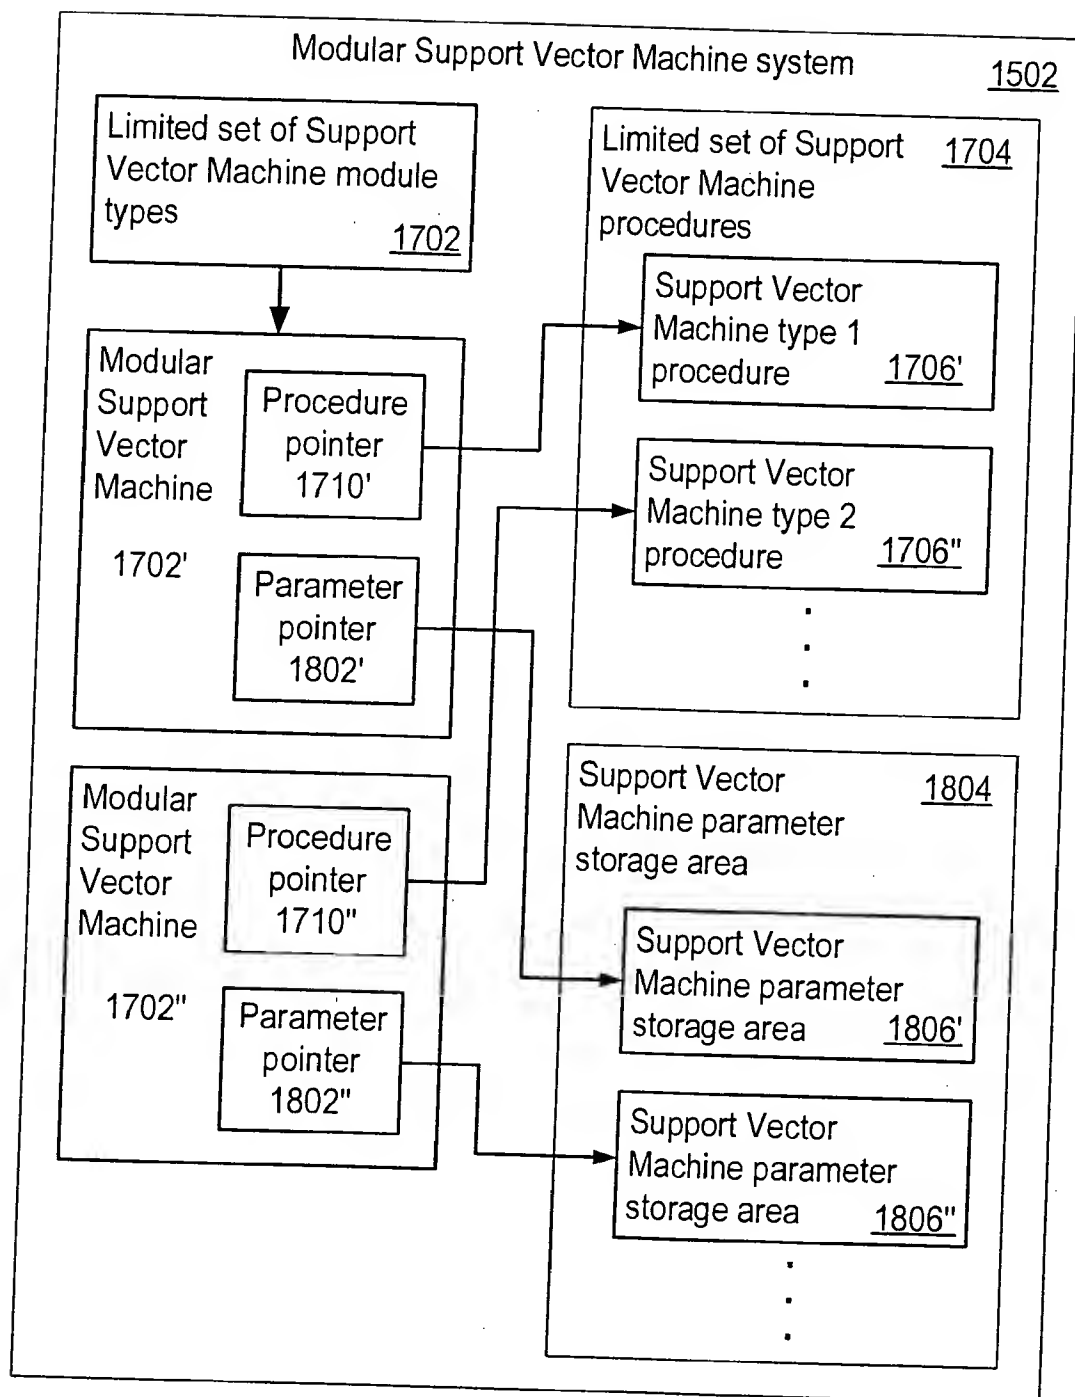 Modular Support Vector Machine system
1502
Limited set of Support
Vector Machine module
types
1702
Limited set of Support
Vector Machine
procedures
1704
Support Vector
Machine type 1
procedure
1706'
Modular
Support
Vector
Machine
1702'
Procedure
pointer
1710'
Support Vector
Machine type 2
procedure
1706"
Parameter
pointer
1802'
Modular
Support
Vector
Machine
1702"
Procedure
pointer
1710"
Parameter
pointer
1802"
Support Vector
Machine parameter
storage area
1804
Support Vector
Machine parameter
storage area
1806'
Support Vector
Machine parameter
storage area
1806"